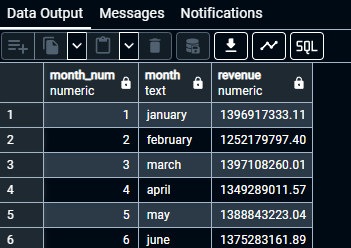 Data Output Messages Notifications
SQL
month_num month revenue
numeric text numeric
1 1 january 1396917333.11
2 2 february 1252179797.40
3 3 march 1397108260.01
4 4 april 1349289011.57
5 5 may 1388843223.04
6 6 june 1375283161.89